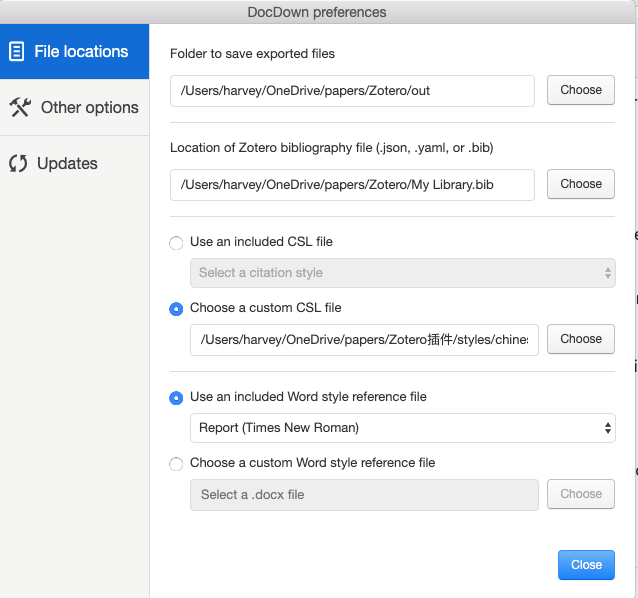 DocDown preferences
File locations
Other options
Updates
Folder to save exported files
/Users/harvey/OneDrive/papers/Zotero/out
Choose
Location of Zotero bibliography file (.json, .yaml, or .bib)
/Users/harvey/OneDrive/papers/Zotero/My Library.bib
Choose
Use an included CSL file
Select a citation style
Choose a custom CSL file
/Users/harvey/OneDrive/papers/Zotero插件/styles/chines
Choose
Use an included Word style reference file
Report (Times New Roman)
Choose a custom Word style reference file
Select a .docx file
Choose
Close